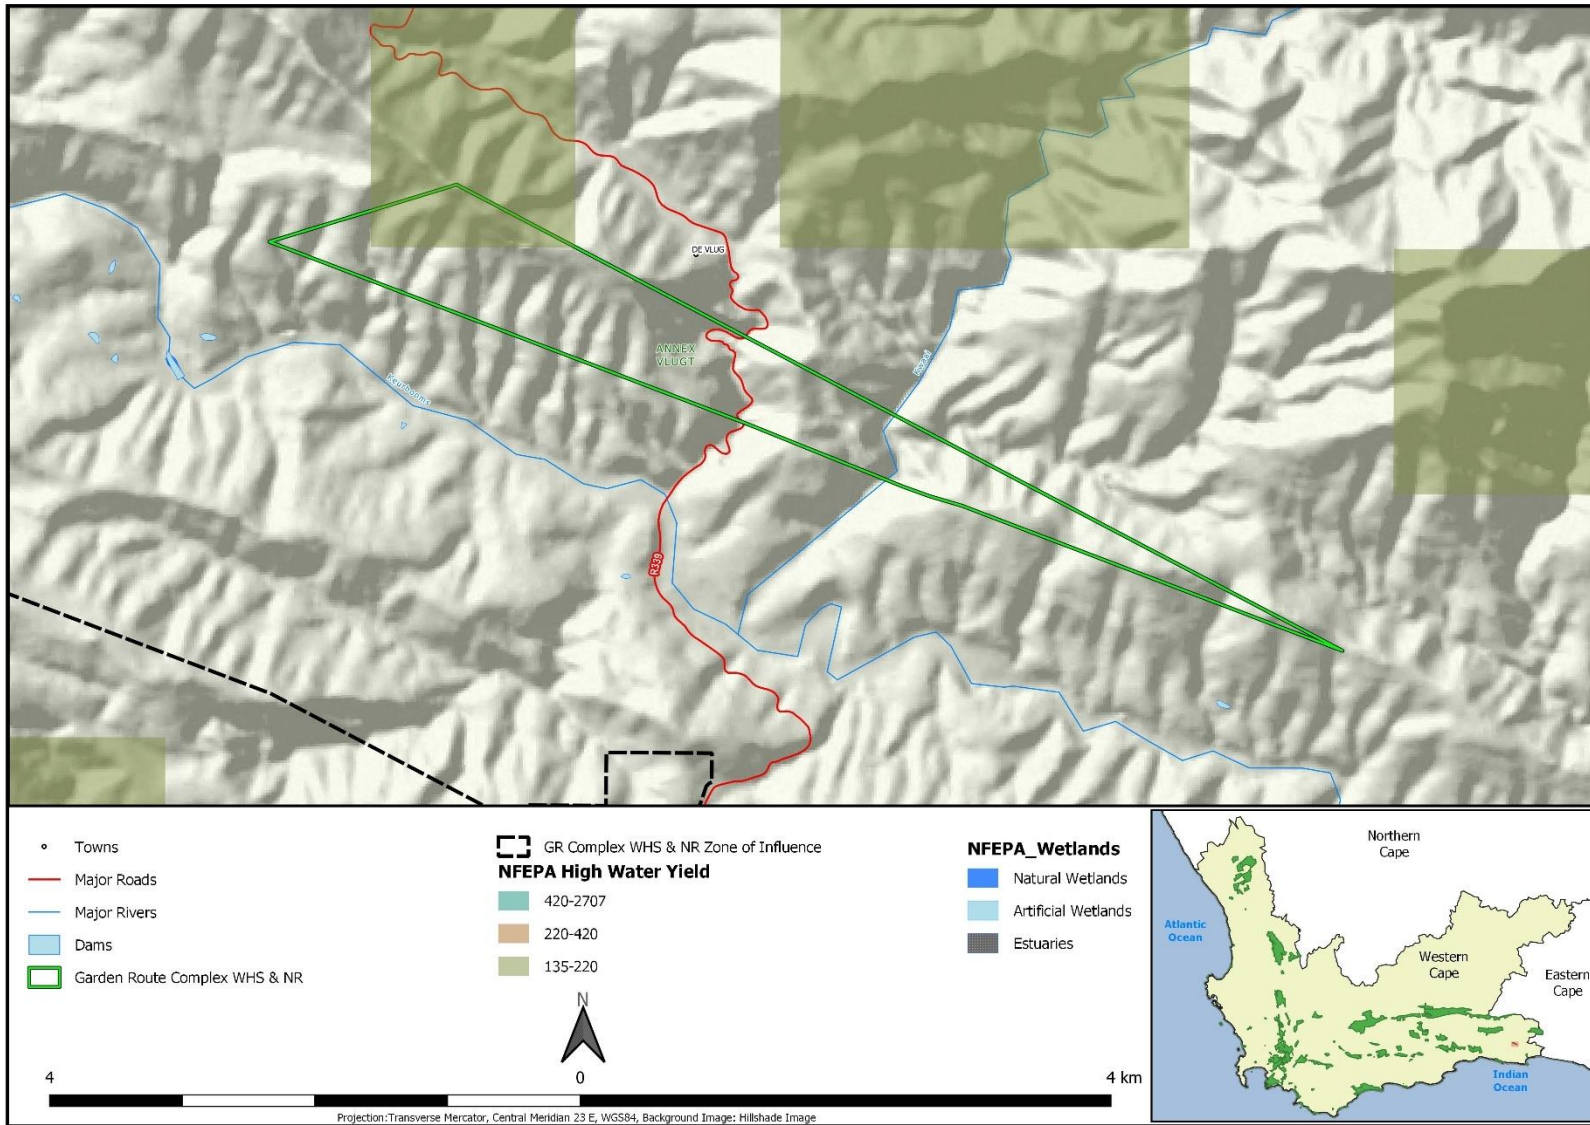 DE VLUG
ANNEX
VLUGT
Keurbooms
Kwaai
R339
Towns
Major Roads
Major Rivers
Dams
Garden Route Complex WHS & NR
GR Complex WHS & NR Zone of Influence
NFEPA High Water Yield
420-2707
220-420
135-220
NFEPA_Wetlands
Natural Wetlands
Artificial Wetlands
Estuaries
N
4
0
4 km
Projection:Transverse Mercator, Central Meridian 23 E, WGS84, Background Image: Hillshade Image
Northern
Cape
Atlantic
Ocean
Western
Cape
Eastern
Cape
Indian
Ocean